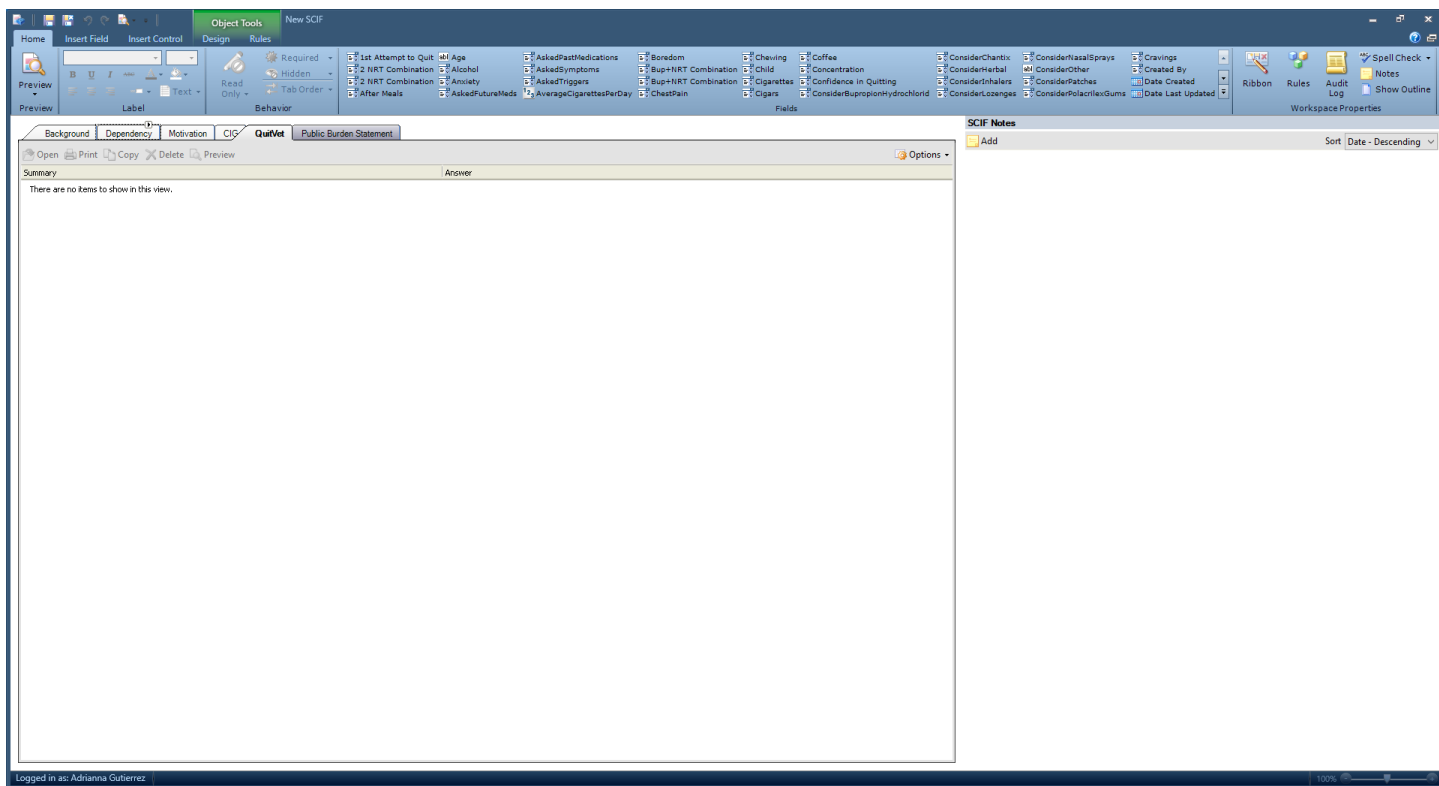 Object Tools New SCIF
Home Insert Field Insert Control Design Rules
Preview
Preview
B U I abc
Text
Label
Read Only
Required
Hidden
Tab Order
Behavior
1st Attempt to Quit Age AskedPastMedications Boredom Chewing Coffee ConsiderChantix ConsiderNasalSprays Cravings
2 NRT Combination Alcohol AskedSymptoms Bup+NRT Combination Child Concentration ConsiderHerbal ConsiderOther Created By
2 NRT Combination Anxiety AskedTriggers Bup+NRT Combination Cigarettes Confidence in Quitting ConsiderInhalers ConsiderPatches Date Created
After Meals AskedFutureMeds AverageCigarettesPerDay ChestPain Cigars ConsiderBupropionHydrochlorid ConsiderLozenges ConsiderPolacrilexGums Date Last Updated
Fields
Ribbon Rules Audit Log
Spell Check
Notes
Show Outline
Workspace Properties
Background Dependency Motivation CIG QuitVet Public Burden Statement
Open Print Copy Delete Preview Options
Summary Answer
There are no items to show in this view.
SCIF Notes
Add Sort Date - Descending
Logged in as: Adrianna Gutierrez 100%